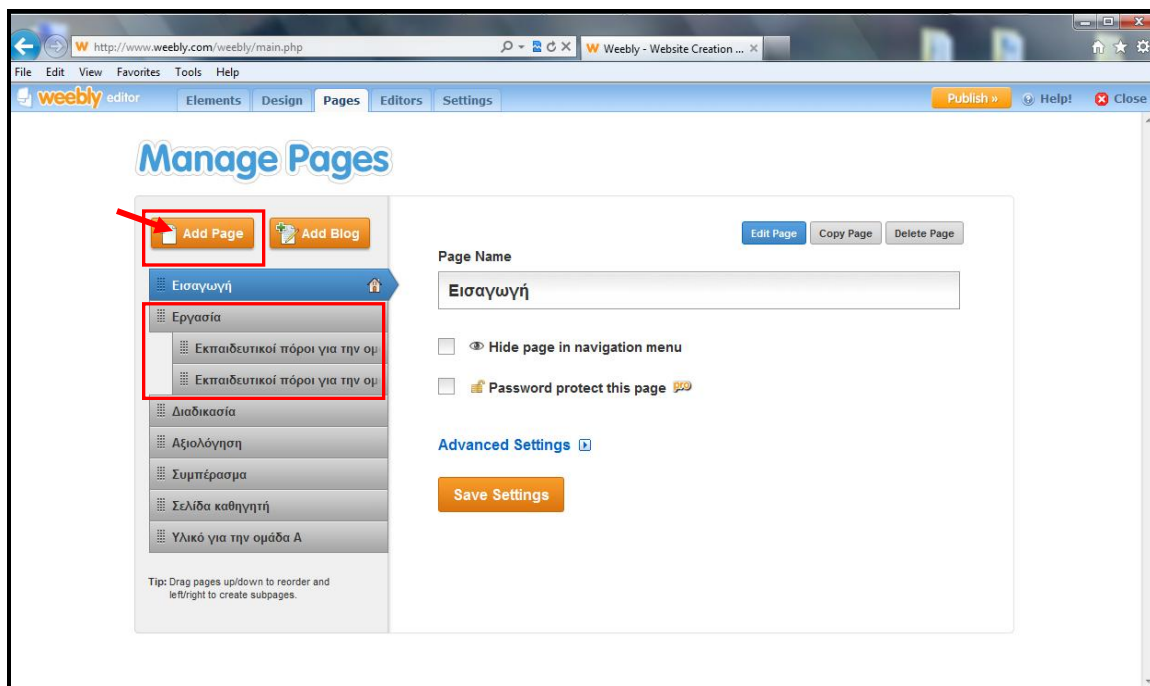 http://www.weebly.com/weebly/main.php
Weebly - Website Creation ...
File Edit View Favorites Tools Help
weebly editor Elements Design Pages Editors Settings Publish » Help! Close
Manage Pages
Add Page Add Blog
Edit Page Copy Page Delete Page
Page Name
Εισαγωγή
Εισαγωγή
Εργασία
Εκπαιδευτικοί πόροι για την ομ
Εκπαιδευτικοί πόροι για την ομ
Διαδικασία
Αξιολόγηση
Συμπέρασμα
Σελίδα καθηγητή
Υλικό για την ομάδα Α
Hide page in navigation menu
Password protect this page pro
Advanced Settings
Save Settings
Tip: Drag pages up/down to reorder and
left/right to create subpages.